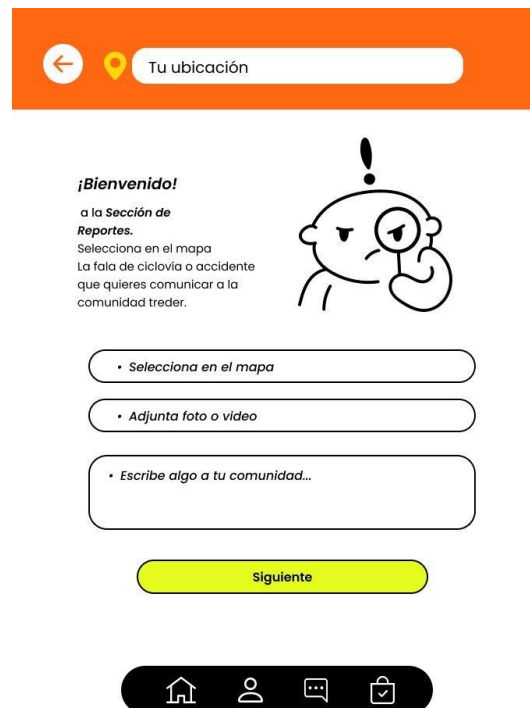 Tu ubicación
¡Bienvenido!
a la Sección de
Reportes.
Selecciona en el mapa
La fala de ciclovía o accidente
que quieres comunicar a la
comunidad treder.
• Selecciona en el mapa
• Adjunta foto o video
• Escribe algo a tu comunidad...
Siguiente